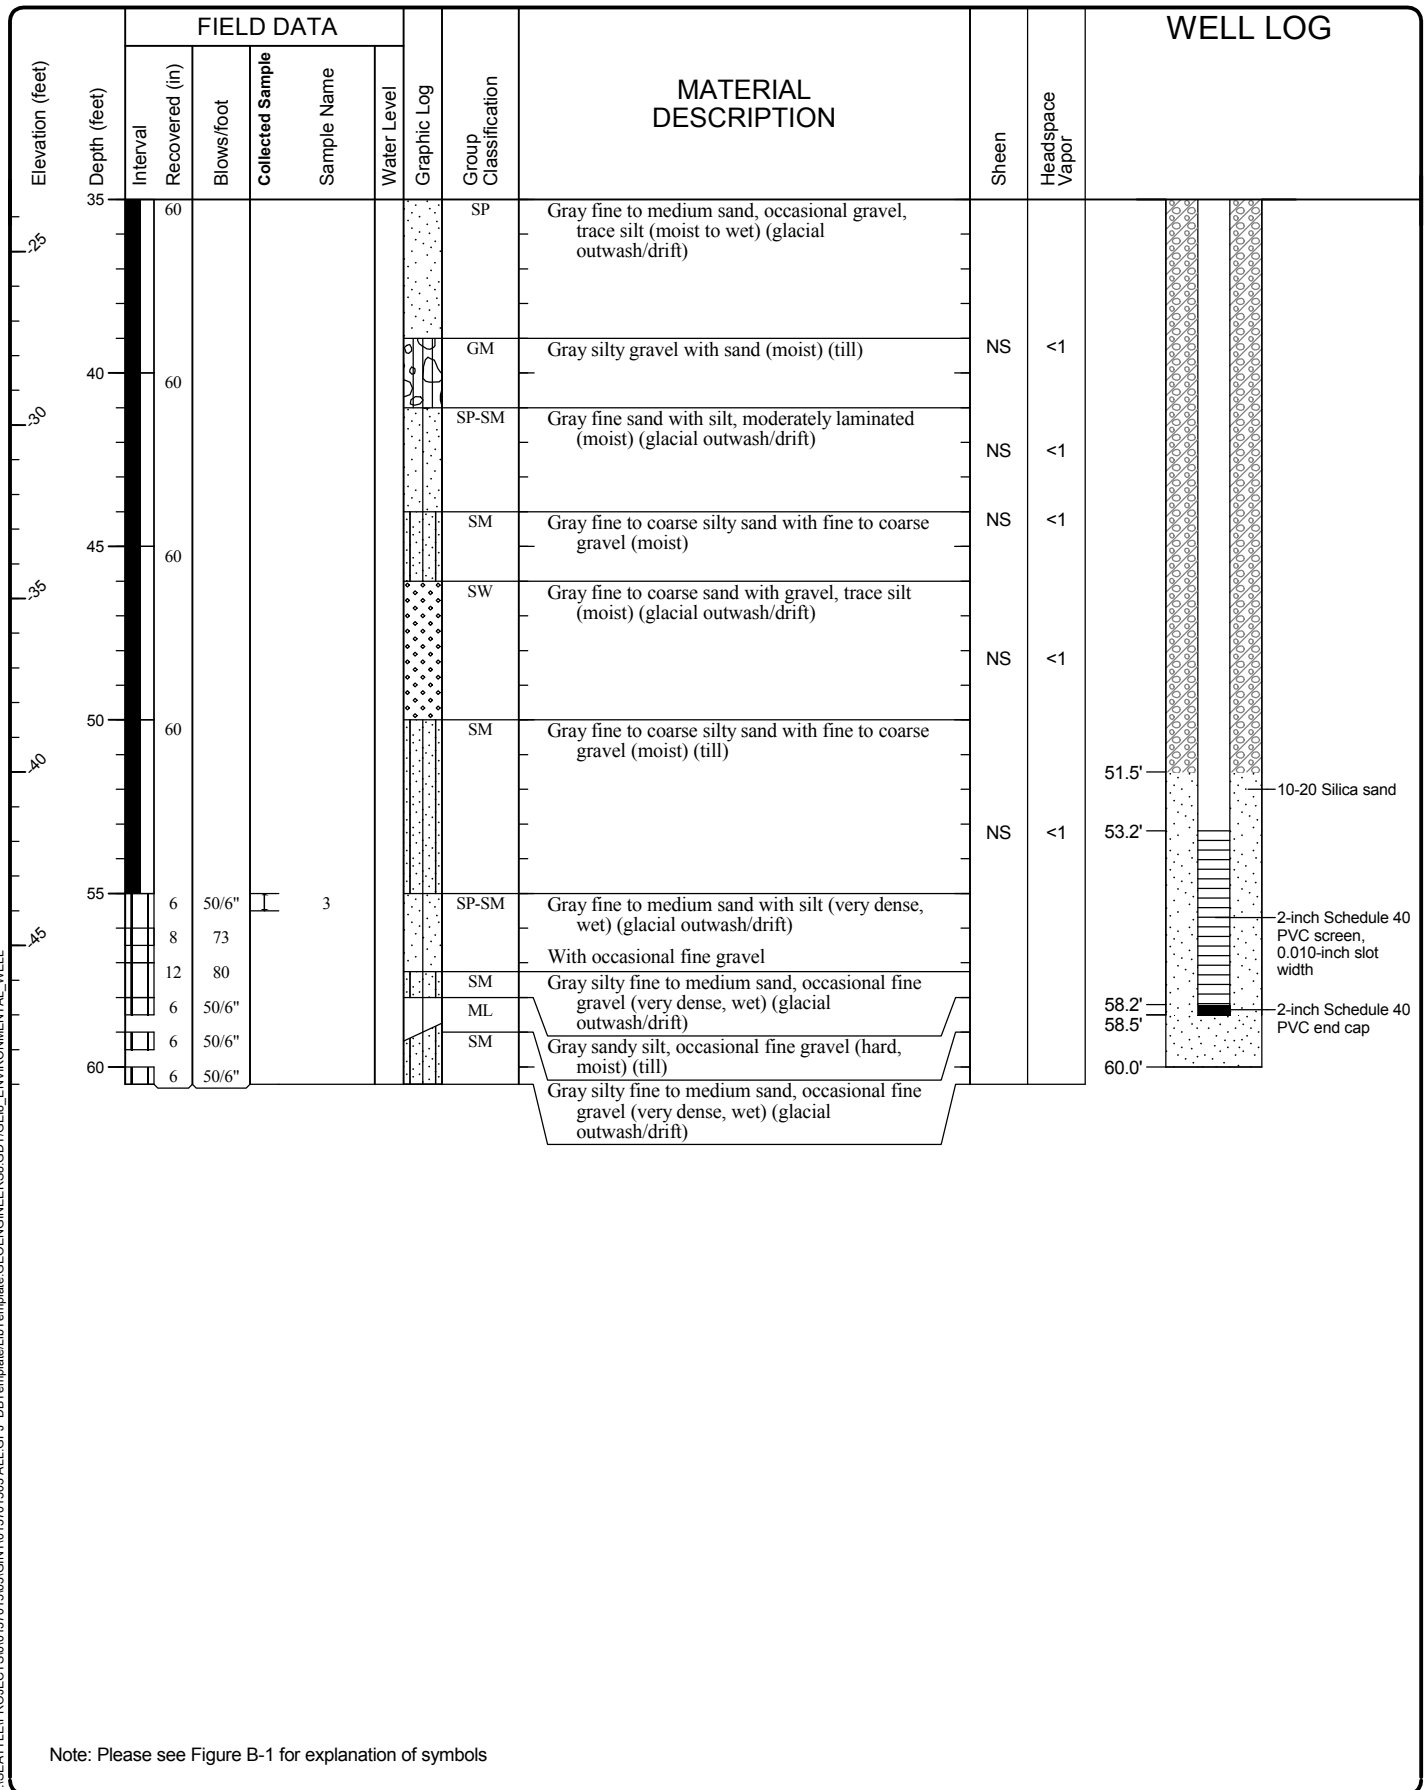 FIELD DATA
WELL LOG
Elevation (feet)
Depth (feet)
Interval
Recovered (in)
Blows/foot
Collected Sample
Sample Name
Water Level
Graphic Log
Group
Classification
MATERIAL
DESCRIPTION
Sheen
Headspace
Vapor
35
60
SP
Gray fine to medium sand, occasional gravel,
trace silt (moist to wet) (glacial
outwash/drift)
-25
GM
Gray silty gravel with sand (moist) (till)
NS
<1
40
60
-30
SP-SM
Gray fine sand with silt, moderately laminated
(moist) (glacial outwash/drift)
NS
<1
SM
Gray fine to coarse silty sand with fine to coarse
gravel (moist)
NS
<1
45
60
-35
SW
Gray fine to coarse sand with gravel, trace silt
(moist) (glacial outwash/drift)
NS
<1
50
60
SM
Gray fine to coarse silty sand with fine to coarse
gravel (moist) (till)
-40
51.5'
10-20 Silica sand
NS
<1
53.2'
55
6
50/6"
3
SP-SM
Gray fine to medium sand with silt (very dense,
wet) (glacial outwash/drift)
2-inch Schedule 40
PVC screen,
0.010-inch slot
width
-45
8
73
With occasional fine gravel
12
80
SM
Gray silty fine to medium sand, occasional fine
gravel (very dense, wet) (glacial
outwash/drift)
6
50/6"
ML
58.2'
58.5'
2-inch Schedule 40
PVC end cap
6
50/6"
SM
Gray sandy silt, occasional fine gravel (hard,
moist) (till)
60
6
50/6"
60.0'
Gray silty fine to medium sand, occasional fine
gravel (very dense, wet) (glacial
outwash/drift)
Note: Please see Figure B-1 for explanation of symbols